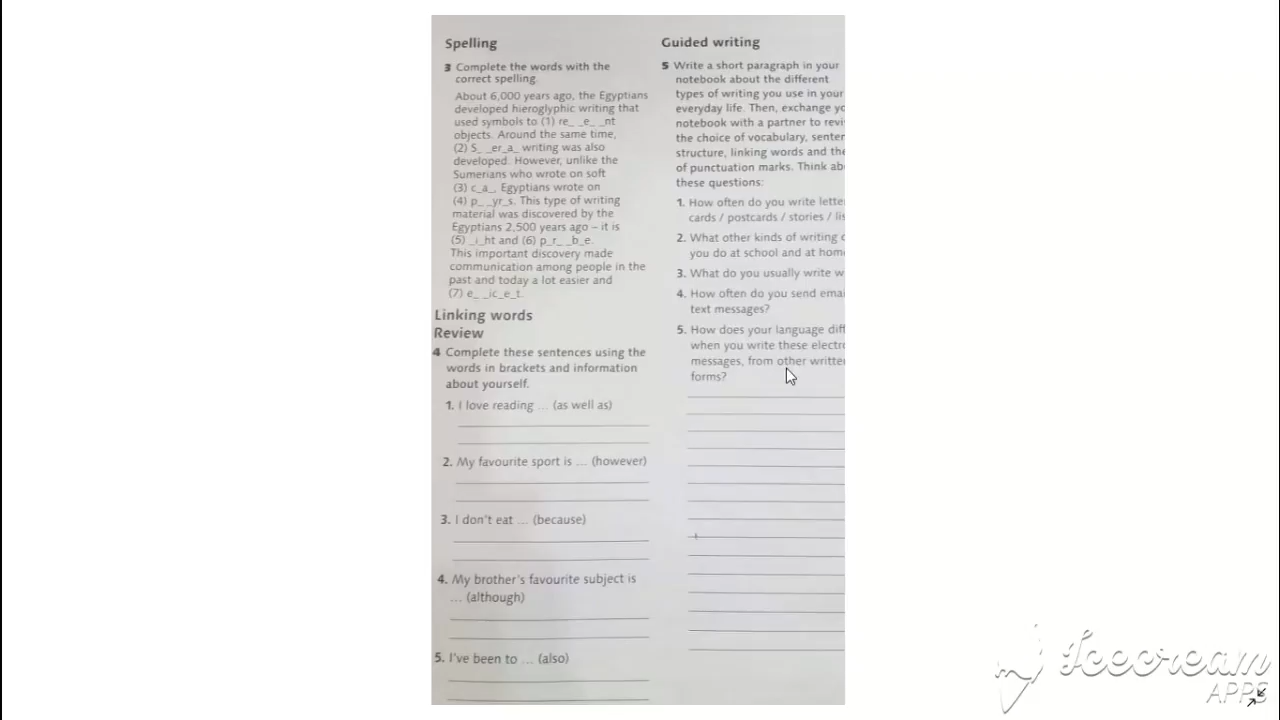 Spelling
3 Complete the words with the
correct spelling.
About 6,000 years ago, the Egyptians
developed hieroglyphic writing that
used symbols to (1) re_ _e_ _nt
objects. Around the same time,
(2) S_ _er_a_ writing was also
developed. However, unlike the
Sumerians who wrote on soft
(3) c_a_, Egyptians wrote on
(4) p_ _yr_s. This type of writing
material was discovered by the
Egyptians 2,500 years ago – it is
(5) _i_ht and (6) p_r_ _b_e.
This important discovery made
communication among people in the
past and today a lot easier and
(7) e_ _ic_e_t.
Linking words
Review
4 Complete these sentences using the
words in brackets and information
about yourself.
1. I love reading ... (as well as)
2. My favourite sport is ... (however)
3. I don't eat ... (because)
4. My brother's favourite subject is
... (although)
5. I've been to ... (also)
Guided writing
5 Write a short paragraph in your
notebook about the different
types of writing you use in your
everyday life. Then, exchange yo
notebook with a partner to revi
the choice of vocabulary, senten
structure, linking words and the
of punctuation marks. Think ab
these questions:
1. How often do you write lette
cards / postcards / stories / lis
2. What other kinds of writing
you do at school and at hom
3. What do you usually write w
4. How often do you send emai
text messages?
5. How does your language diff
when you write these electro
messages, from other writte
forms?
Icecream
APPS